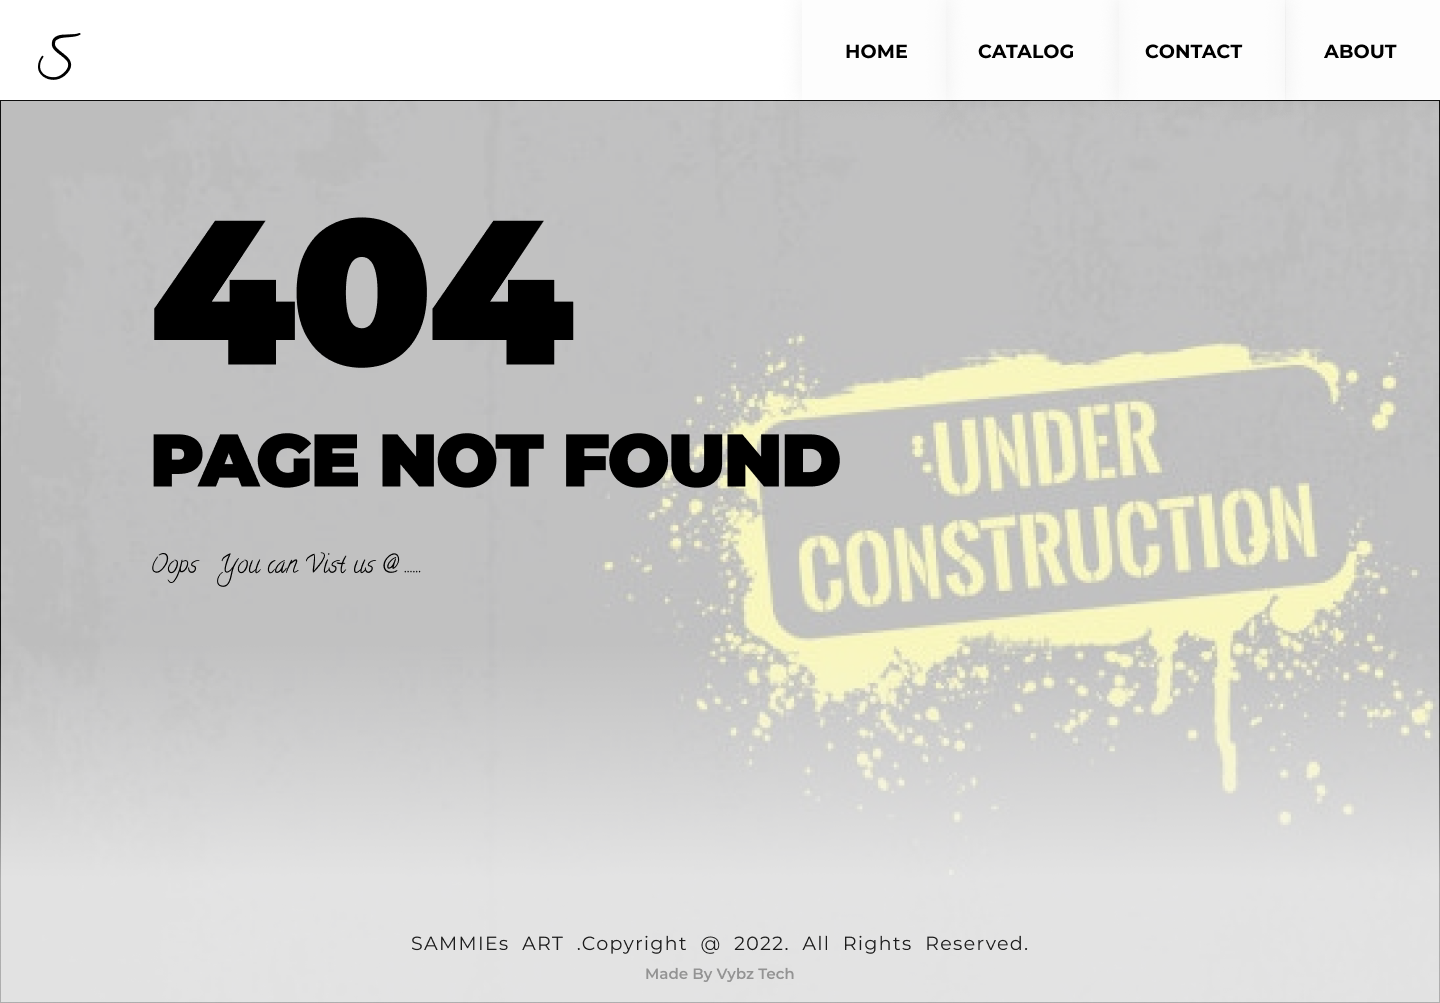 S
HOME CATALOG CONTACT ABOUT
404
PAGE NOT FOUND
Oops You can Vist us @ ......
UNDER
CONSTRUCTION
SAMMIEs ART .Copyright @ 2022. All Rights Reserved.
Made By Vybz Tech